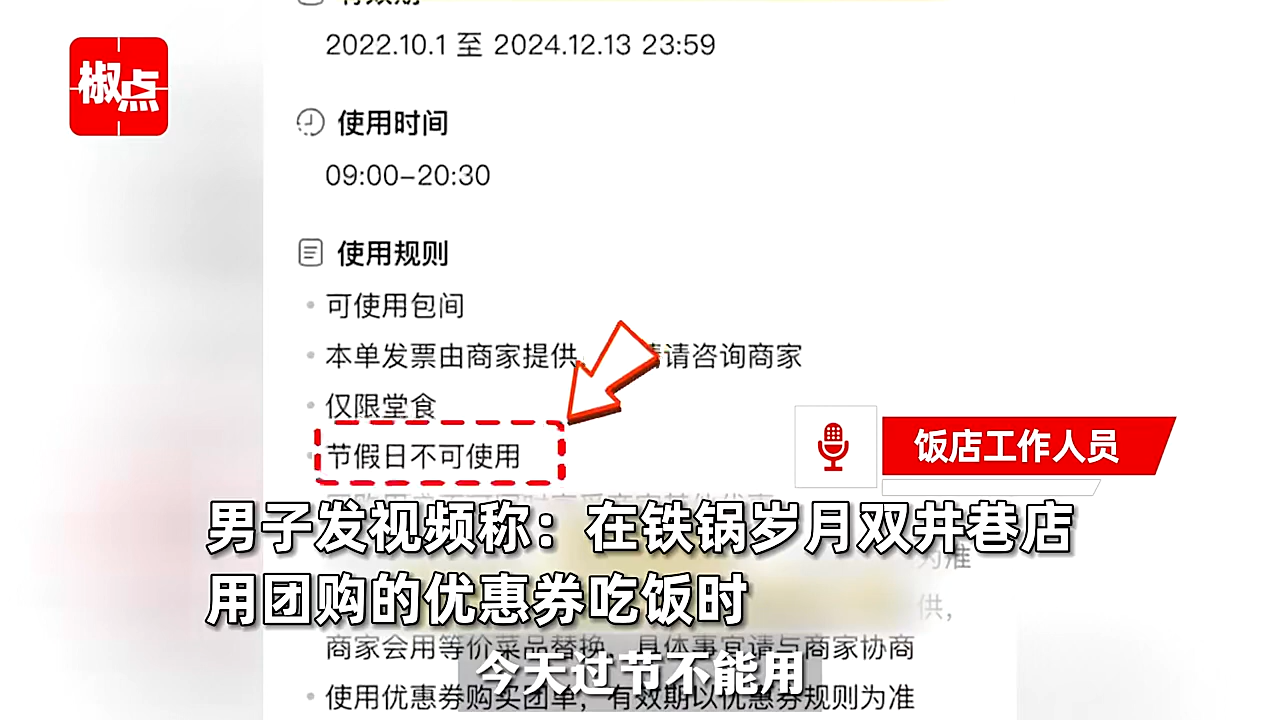 椒点
有效期
2022.10.1 至 2024.12.13 23:59
使用时间
09:00-20:30
使用规则
可使用包间
本单发票由商家提供, 请咨询商家
仅限堂食
节假日不可使用
饭店工作人员
男子发视频称：在铁锅岁月双井巷店
为准
用团购的优惠券吃饭时
供，
商家会用等价菜品替换，具体事宜请与商家协商
今天过节不能用
使用优惠券购买团单，有效期以优惠券规则为准